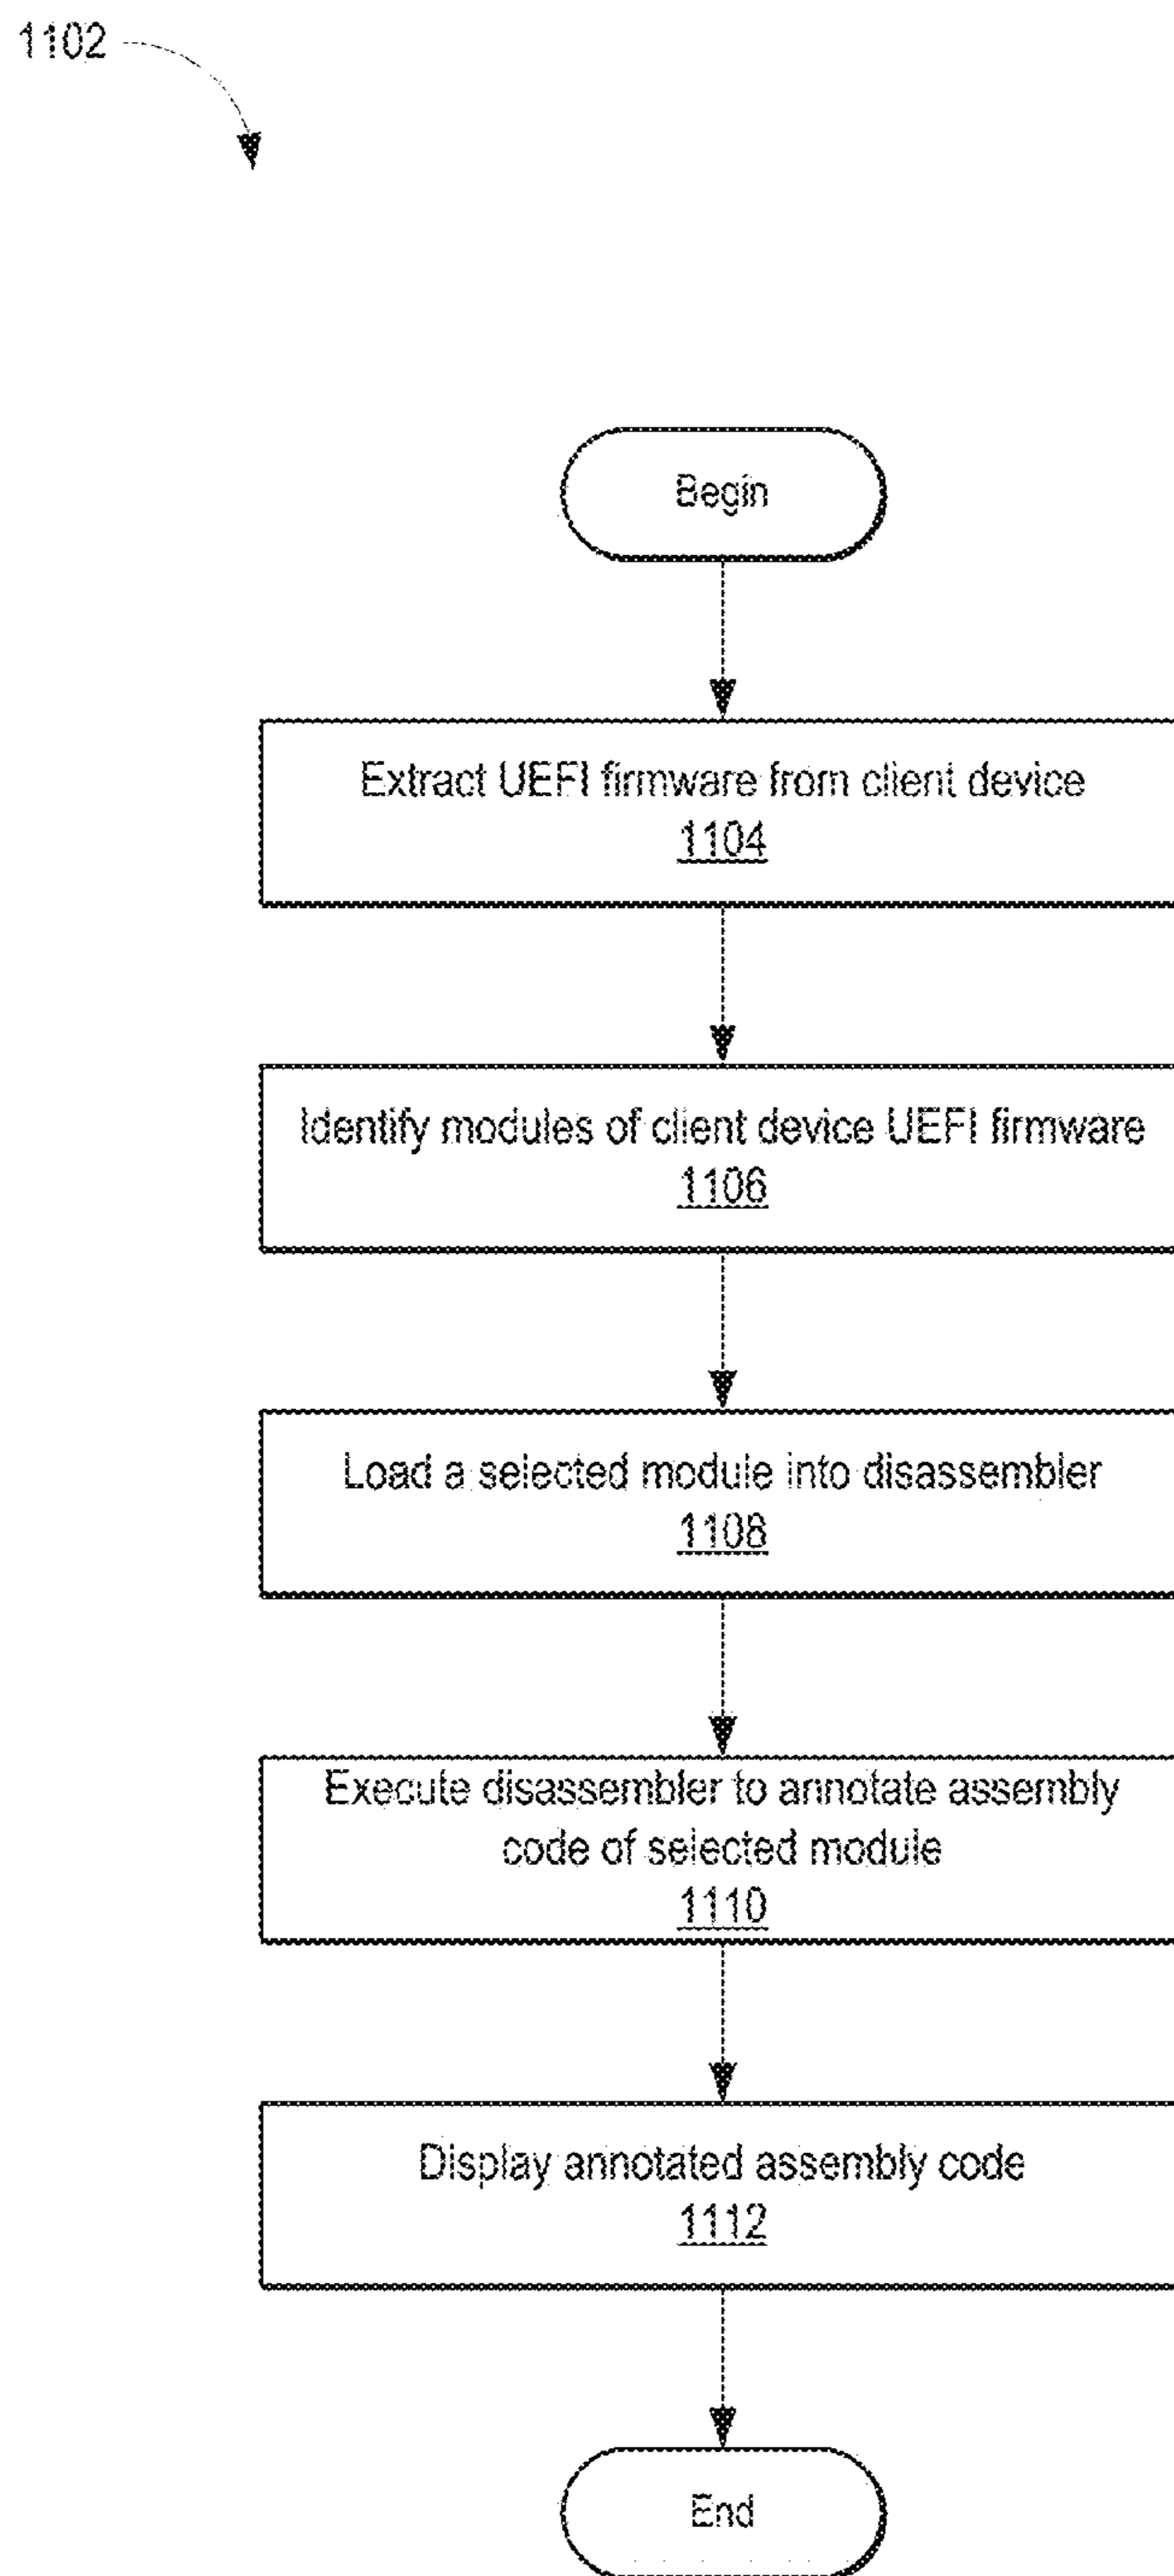 1102
Begin
Extract UEFI firmware from client device
1104
Identify modules of client device UEFI firmware
1106
Load a selected module into disassembler
1108
Execute disassembler to annotate assembly
code of selected module
1110
Display annotated assembly code
1112
End